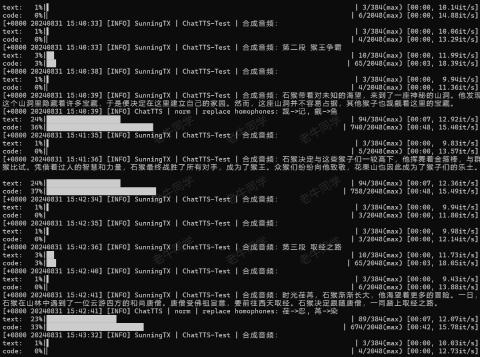 text:   1%| | 3/384(max) [00:00, 10.14it/s]
code:   0%| | 6/2048(max) [00:00, 14.88it/s]
[+0800 20240831 15:40:33] [INFO] SunningTX | ChatTTS-Test | 合成音频:
text:   1%| | 3/384(max) [00:00, 10.06it/s]
code:   0%| | 4/2048(max) [00:00, 13.29it/s]
[+0800 20240831 15:40:33] [INFO] SunningTX | ChatTTS-Test | 合成音频: 第二段 猴王争霸
text:   3%| | 10/384(max) [00:00, 11.99it/s]
code:   3%| | 65/2048(max) [00:03, 18.39it/s]
[+0800 20240831 15:40:38] [INFO] SunningTX | ChatTTS-Test | 合成音频:
text:   1%| | 3/384(max) [00:00,  9.94it/s]
code:   0%| | 4/2048(max) [00:00, 11.36it/s]
[+0800 20240831 15:40:39] [INFO] SunningTX | ChatTTS-Test | 合成音频: 石猴带着对未知的渴望, 来到了一座神秘的山洞。他发现
这个山洞里隐藏着许多宝藏, 于是便决定在这里建立自己的家园。然而, 这座山洞并不容易占据, 其他猴子也觊觎着这里的宝藏。
[+0800 20240831 15:40:39] [INFO] ChatTTS | norm | replace homophones: 觊->记, 觎->鱼
text:  24%| | 94/384(max) [00:07, 12.92it/s]
code:  36%| | 740/2048(max) [00:48, 15.40it/s]
[+0800 20240831 15:41:35] [INFO] SunningTX | ChatTTS-Test | 合成音频:
text:   1%| | 3/384(max) [00:00,  9.83it/s]
code:   0%| | 5/2048(max) [00:00, 11.57it/s]
[+0800 20240831 15:41:36] [INFO] SunningTX | ChatTTS-Test | 合成音频: 石猴决定与这些猴子们一较高下, 他挥舞着金箍棒, 与群
猴比试。凭借着过人的智慧和力量, 石猴最终战胜了所有对手, 成为了猴王。众猴们纷纷向他致敬, 花果山也因此成为了猴子们的乐土。
text:  24%| | 94/384(max) [00:07, 12.36it/s]
code:  37%| | 758/2048(max) [00:48, 15.49it/s]
[+0800 20240831 15:42:34] [INFO] SunningTX | ChatTTS-Test | 合成音频:
text:   1%| | 3/384(max) [00:00,  9.94it/s]
code:   0%| | 3/2048(max) [00:00, 11.80it/s]
[+0800 20240831 15:42:35] [INFO] SunningTX | ChatTTS-Test | 合成音频:
text:   1%| | 3/384(max) [00:00,  9.98it/s]
code:   0%| | 3/2048(max) [00:00, 12.14it/s]
[+0800 20240831 15:42:36] [INFO] SunningTX | ChatTTS-Test | 合成音频: 第三段 取经之路
text:   3%| | 10/384(max) [00:00, 11.73it/s]
code:   3%| | 65/2048(max) [00:03, 18.05it/s]
[+0800 20240831 15:42:40] [INFO] SunningTX | ChatTTS-Test | 合成音频:
text:   1%| | 3/384(max) [00:00,  9.43it/s]
code:   0%| | 3/2048(max) [00:00, 13.88it/s]
[+0800 20240831 15:42:41] [INFO] SunningTX | ChatTTS-Test | 合成音频: 时光荏苒, 石猴渐渐长大, 他渴望着更多的冒险。一日,
石猴在山林中遇到了一位云游四方的和尚唐僧。唐僧受佛祖旨意, 要前往西天取经。石猴决定跟随唐僧, 一同踏上取经之路。
[+0800 20240831 15:42:41] [INFO] ChatTTS | norm | replace homophones: 荏->忍, 苒->染
text:  23%| | 89/384(max) [00:07, 12.07it/s]
code:  33%| | 674/2048(max) [00:42, 15.78it/s]
[+0800 20240831 15:43:32] [INFO] SunningTX | ChatTTS-Test | 合成音频:
text:   1%| | 3/384(max) [00:00, 10.03it/s]
code:   0%| | 4/2048(max) [00:00, 12.73it/s]